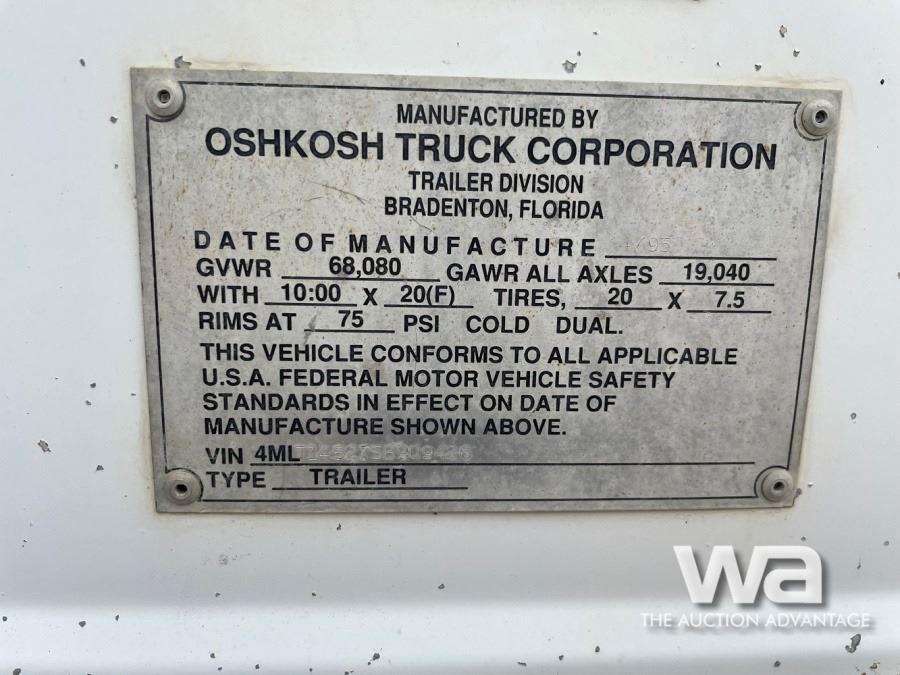 MANUFACTURED BY
OSHKOSH TRUCK CORPORATION
TRAILER DIVISION
BRADENTON, FLORIDA
DATE OF MANUFACTURE
GVWR 68,080 GAWR ALL AXLES 19,040
WITH 10:00 X 20(F) TIRES, 20 X 7.5
RIMS AT 75 PSI COLD DUAL.
THIS VEHICLE CONFORMS TO ALL APPLICABLE
U.S.A. FEDERAL MOTOR VEHICLE SAFETY
STANDARDS IN EFFECT ON DATE OF
MANUFACTURE SHOWN ABOVE.
VIN 4ML
TYPE TRAILER
wa
THE AUCTION ADVANTAGE